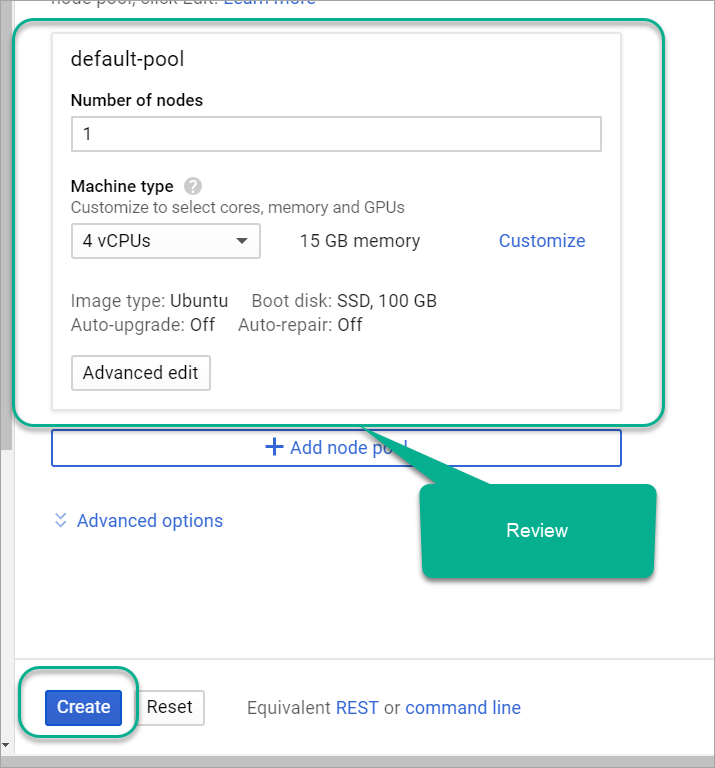 node pool, click Edit. Learn more
default-pool
Number of nodes
1
Machine type ?
Customize to select cores, memory and GPUs
4 vCPUs 15 GB memory Customize
Image type: Ubuntu Boot disk: SSD, 100 GB
Auto-upgrade: Off Auto-repair: Off
Advanced edit
Add node pool
Advanced options
Review
Create Reset Equivalent REST or command line